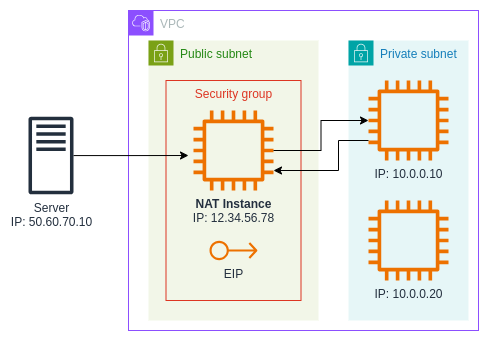 VPC
Public subnet
Private subnet
Security group
Server
IP: 50.60.70.10
NAT Instance
IP: 12.34.56.78
EIP
IP: 10.0.0.10
IP: 10.0.0.20